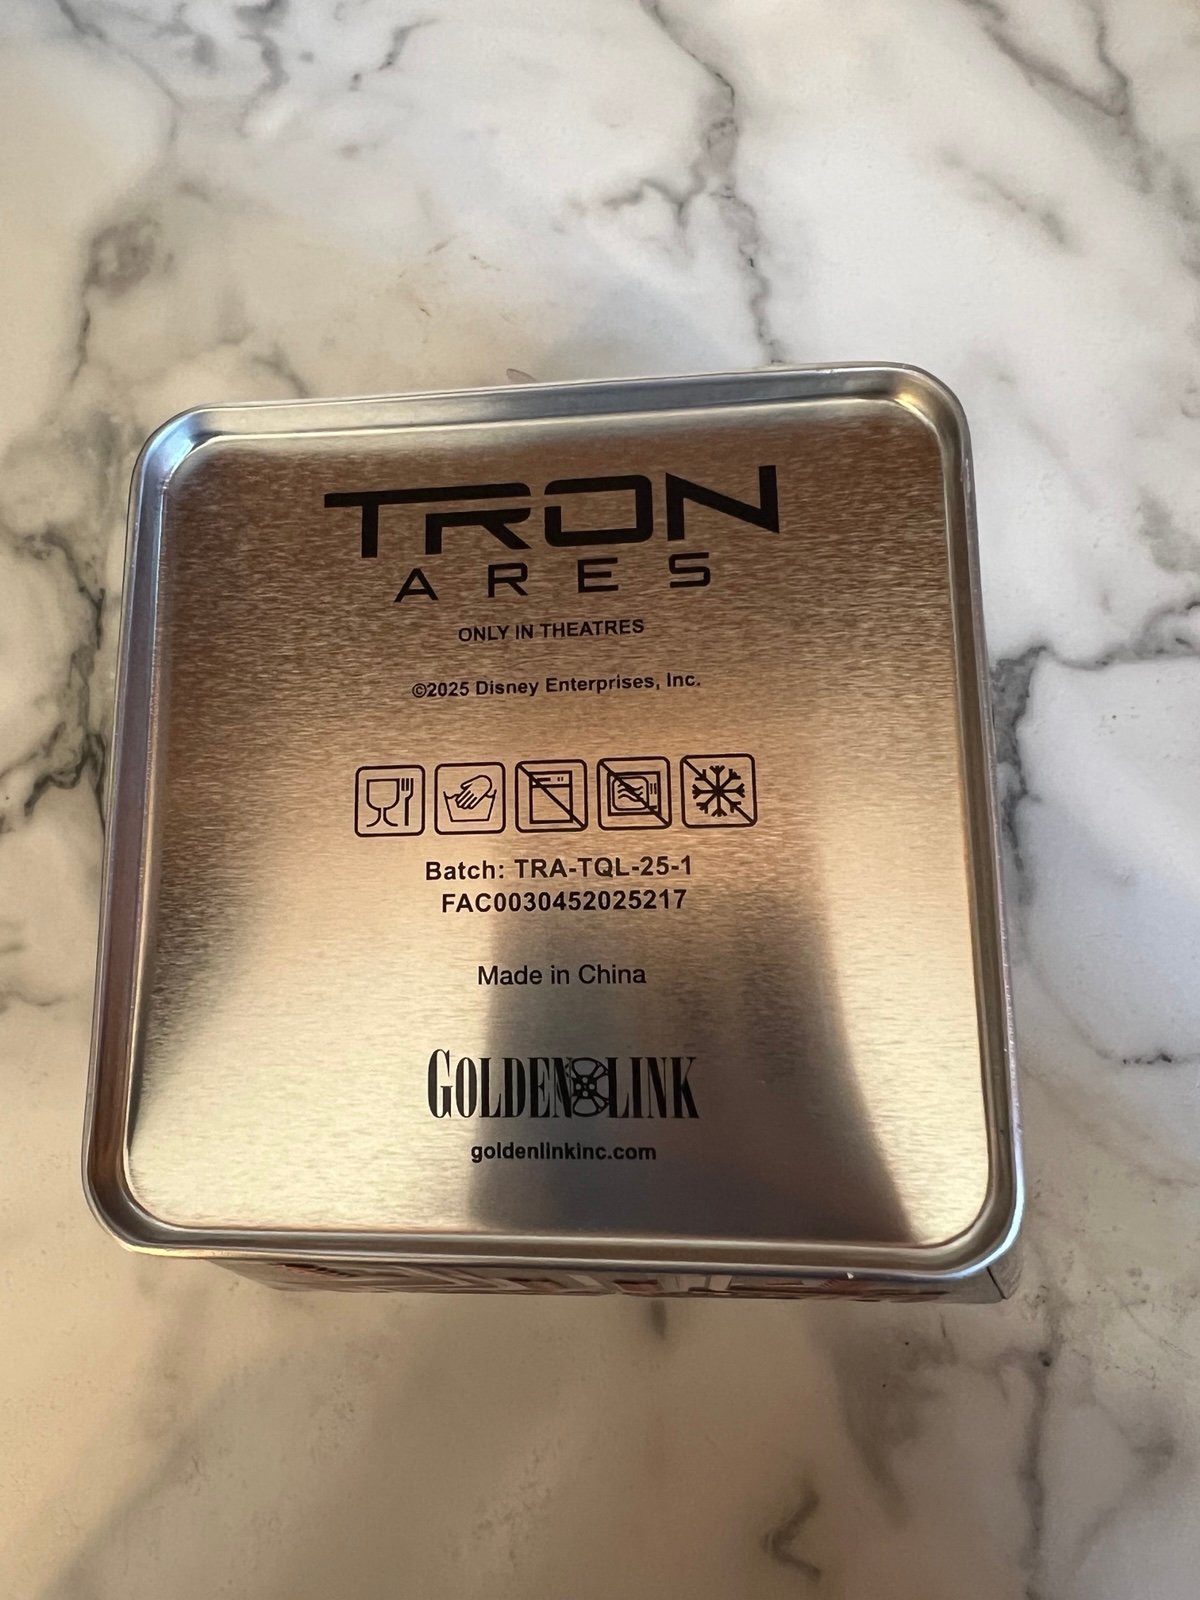 TRON
ARES
ONLY IN THEATRES
©2025 Disney Enterprises, Inc.
Batch: TRA-TQL-25-1
FAC0030452025217
Made in China
GOLDEN LINK
goldenlinkinc.com